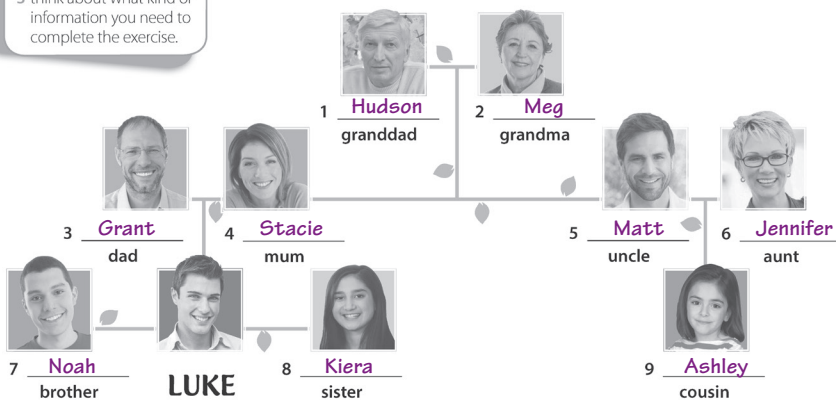 think about what kind of
information you need to
complete the exercise.
1 Hudson
granddad
2 Meg
grandma
3 Grant
dad
4 Stacie
mum
5 Matt
uncle
6 Jennifer
aunt
7 Noah
brother
LUKE
8 Kiera
sister
9 Ashley
cousin